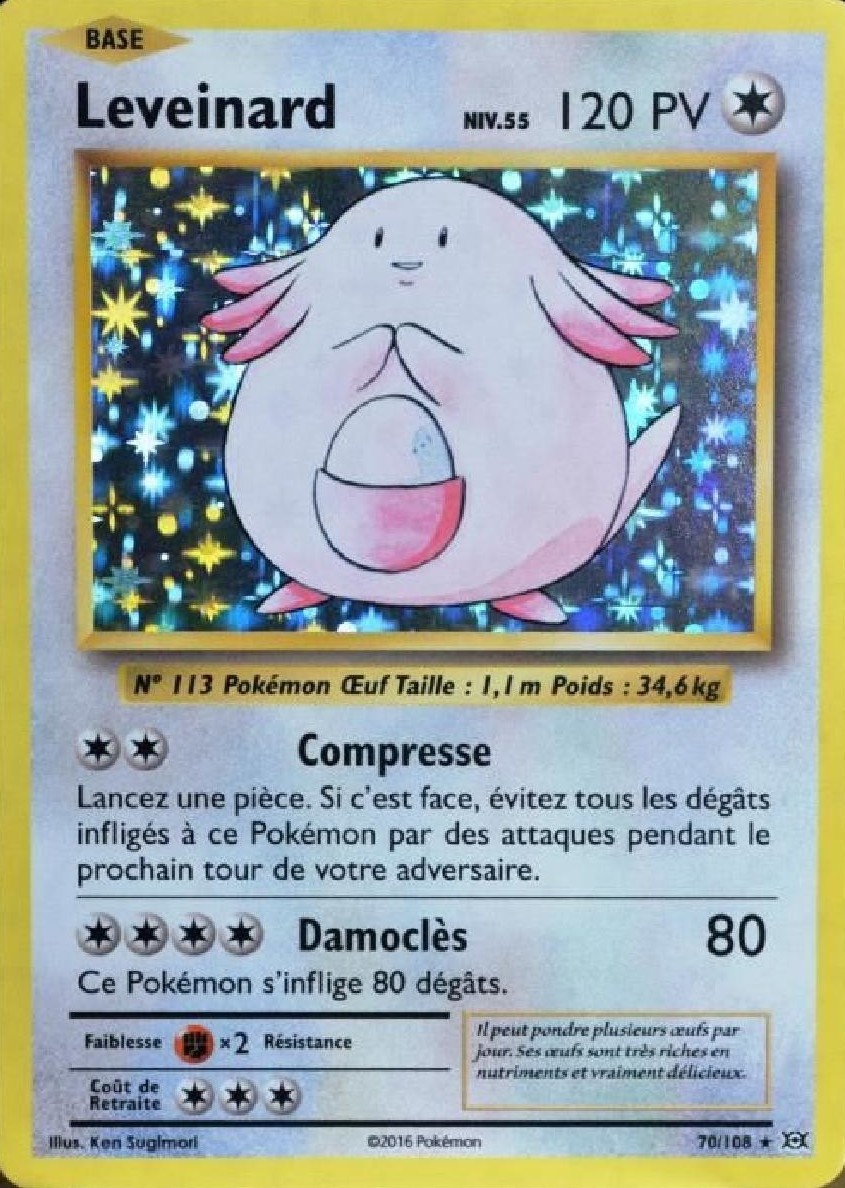 BASE
Leveinard NIV.55 120 PV
N° 113 Pokémon Œuf Taille : 1,1 m Poids : 34,6 kg
Compresse
Lancez une pièce. Si c'est face, évitez tous les dégâts
infligés à ce Pokémon par des attaques pendant le
prochain tour de votre adversaire.
Damoclès 80
Ce Pokémon s'inflige 80 dégâts.
Faiblesse ×2 Résistance
Il peut pondre plusieurs œufs par
jour. Ses œufs sont très riches en
nutriments et vraiment délicieux.
Coût de
Retraite
Illus. Ken Sugimori ©2016 Pokémon 70/108 ★